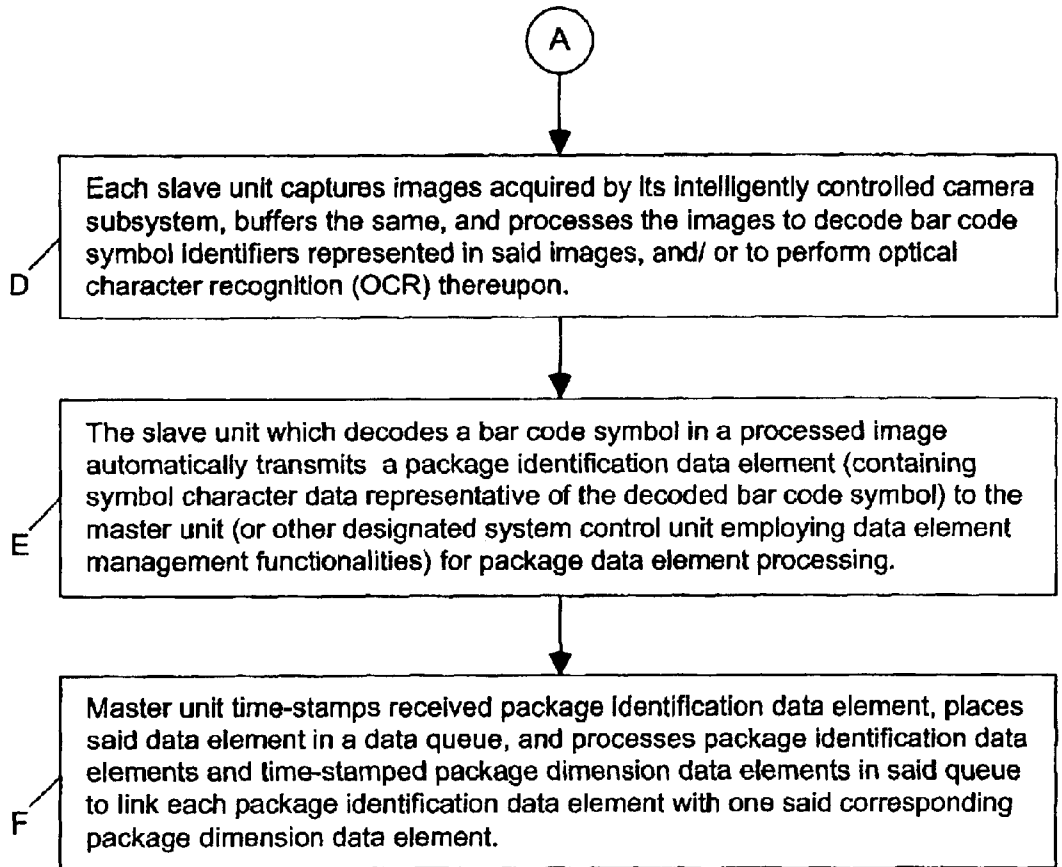 A
Each slave unit captures images acquired by its intelligently controlled camera
subsystem, buffers the same, and processes the images to decode bar code
symbol identifiers represented in said images, and/ or to perform optical
character recognition (OCR) thereupon.
D
The slave unit which decodes a bar code symbol in a processed image
automatically transmits a package identification data element (containing
symbol character data representative of the decoded bar code symbol) to the
master unit (or other designated system control unit employing data element
management functionalities) for package data element processing.
E
Master unit time-stamps received package identification data element, places
said data element in a data queue, and processes package identification data
elements and time-stamped package dimension data elements in said queue
to link each package identification data element with one said corresponding
package dimension data element.
F